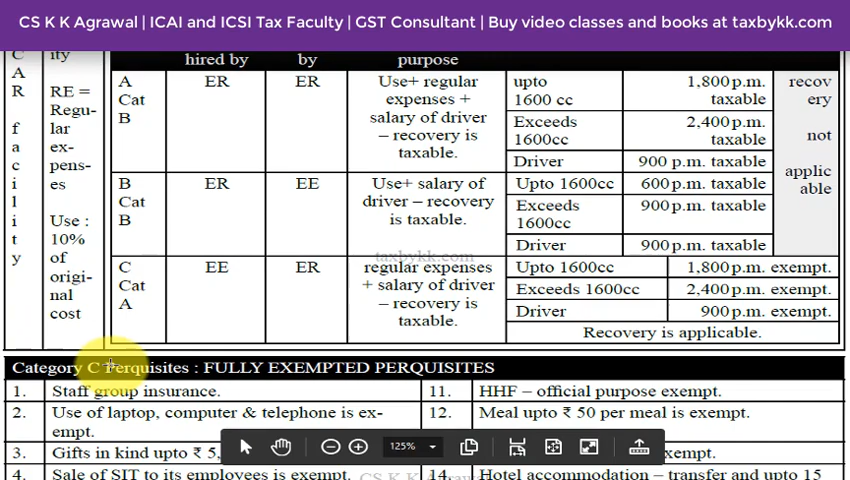 CS K K Agrawal | ICAI and ICSI Tax Faculty | GST Consultant | Buy video classes and books at taxbykk.com
hired by by purpose
C
A
R
f
a
c
i
l
i
t
y
ity
RE =
Regu-
lar
ex-
pens-
es
Use :
10%
of
origi-
nal
cost
A
Cat
B
ER ER
Use+ regular
expenses +
salary of driver
– recovery is
taxable.
upto
1600 cc
1,800 p.m.
taxable
Exceeds
1600cc
2,400 p.m.
taxable
Driver 900 p.m. taxable
recov
ery
not
applic
able
B
Cat
B
ER EE
Use+ salary of
driver – recovery
is taxable.
Upto 1600cc 600 p.m. taxable
Exceeds
1600cc
900 p.m. taxable
Driver 900 p.m. taxable
taxbykk.com
C
Cat
A
EE ER
regular expenses
+ salary of driver
– recovery is
taxable.
Upto 1600cc 1,800 p.m. exempt.
Exceeds 1600cc 2,400 p.m. exempt.
Driver 900 p.m. exempt.
Recovery is applicable.
Category C Perquisites : FULLY EXEMPTED PERQUISITES
1. Staff group insurance. 11. HHF – official purpose exempt.
2. Use of laptop, computer & telephone is ex-
empt.
12. Meal upto ₹ 50 per meal is exempt.
3. Gifts in kind upto ₹ 5, exempt.
125%
4. Sale of SIT to its employees is exempt. 14. Hotel accommodation – transfer and upto 15
CS K K Agrawal